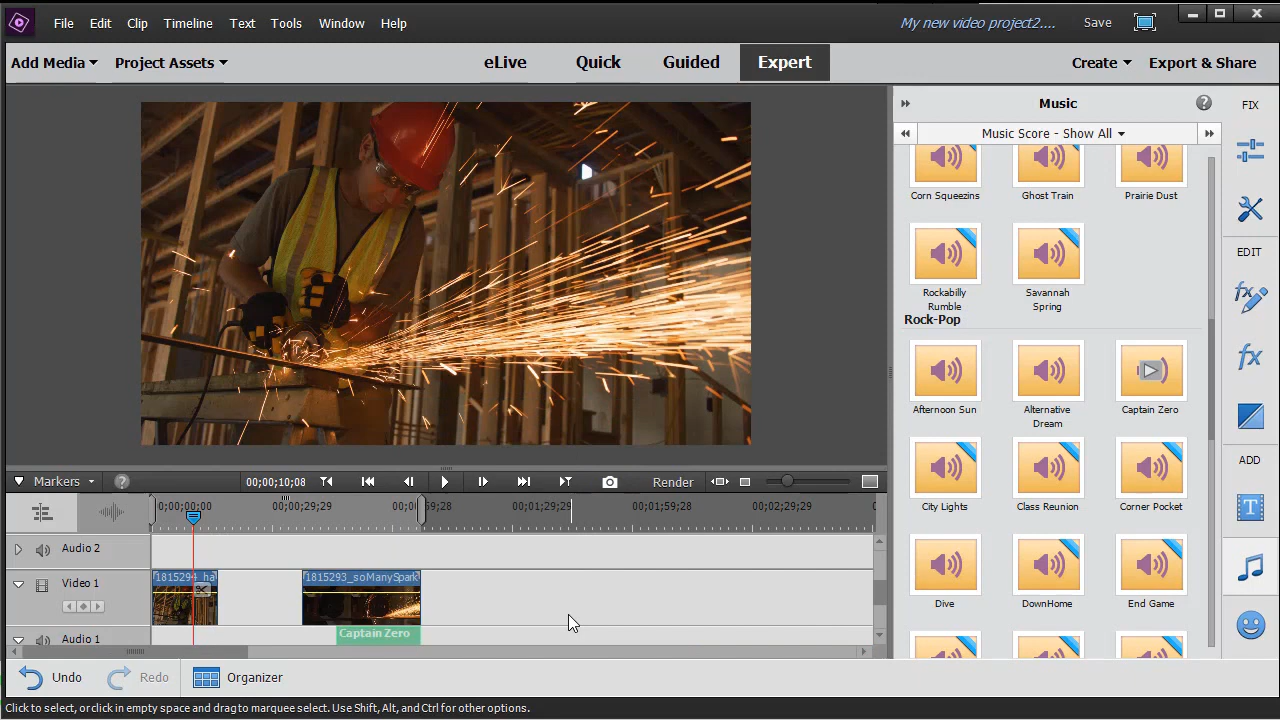 File Edit Clip Timeline Text Tools Window Help My new video project2.... Save
Add Media Project Assets eLive Quick Guided Expert Create Export & Share
Music
FIX
Music Score - Show All
Corn Squeezins Ghost Train Prairie Dust
EDIT
Rockabilly Rumble
Savannah Spring
Rock-Pop
Afternoon Sun Alternative Dream Captain Zero
ADD
City Lights Class Reunion Corner Pocket
Dive DownHome End Game
Markers 00;00;10;08 Render
0;00;00;00 00;00;29;29 00;01;29;29 00;01;59;28 00;02;29;29
Audio 2
Video 1
1815294_ha
1815293_soManySpark
Audio 1
Captain Zero
Undo Redo Organizer
Click to select, or click in empty space and drag to marquee select. Use Shift, Alt, and Ctrl for other options.